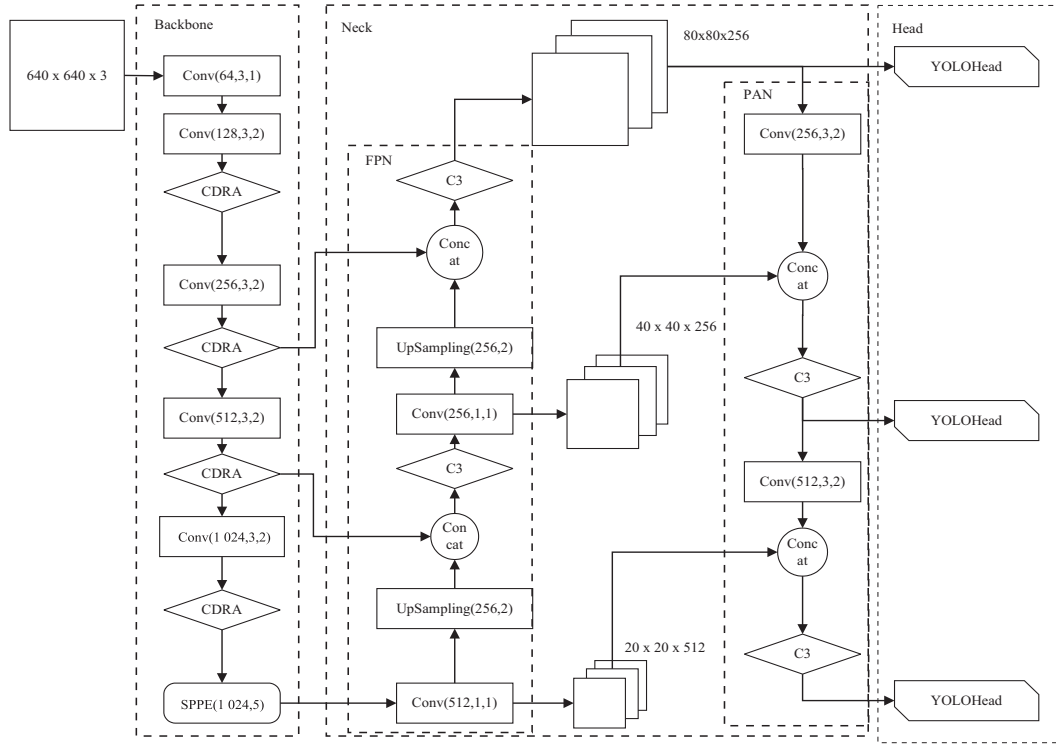 Backbone
Neck
Head
640 x 640 x 3
Conv(64,3,1)
Conv(128,3,2)
CDRA
Conv(256,3,2)
CDRA
Conv(512,3,2)
CDRA
Conv(1 024,3,2)
CDRA
SPPE(1 024,5)
FPN
C3
Conc
at
UpSampling(256,2)
Conv(256,1,1)
C3
Con
cat
UpSampling(256,2)
Conv(512,1,1)
80x80x256
40 x 40 x 256
20 x 20 x 512
PAN
Conv(256,3,2)
Conc
at
C3
Conv(512,3,2)
Conc
at
C3
YOLOHead
YOLOHead
YOLOHead